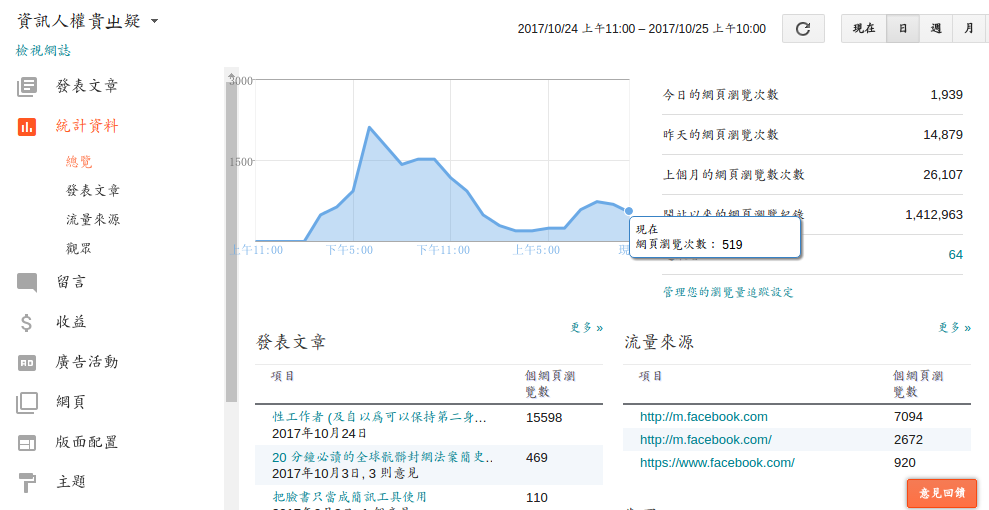 資訊人權貴ㄓ疑
檢視網誌
2017/10/24 上午11:00 – 2017/10/25 上午10:00
現在 日 週 月
發表文章
統計資料
總覽
發表文章
流量來源
觀眾
留言
收益
廣告活動
網頁
版面配置
主題
3000
1500
上午11:00 下午5:00 下午11:00 上午5:00 現
今日的網頁瀏覽次數 1,939
昨天的網頁瀏覽次數 14,879
上個月的網頁瀏覽數次數 26,107
開站以來的網頁瀏覽紀錄 1,412,963
現在
網頁瀏覽次數： 519
64
管理您的瀏覽量追蹤設定
更多 »
發表文章
項目 個網頁瀏
覽數
性工作者 (及自以為可以保持第二身… 15598
2017年10月24日
20 分鐘必讀的全球骯髒封網法案簡史… 469
2017年10月3日, 3 則意見
把臉書只當成簡訊工具使用 110
更多 »
流量來源
項目 個網頁瀏
覽數
http://m.facebook.com 7094
http://m.facebook.com/ 2672
https://www.facebook.com/ 920
意見回饋